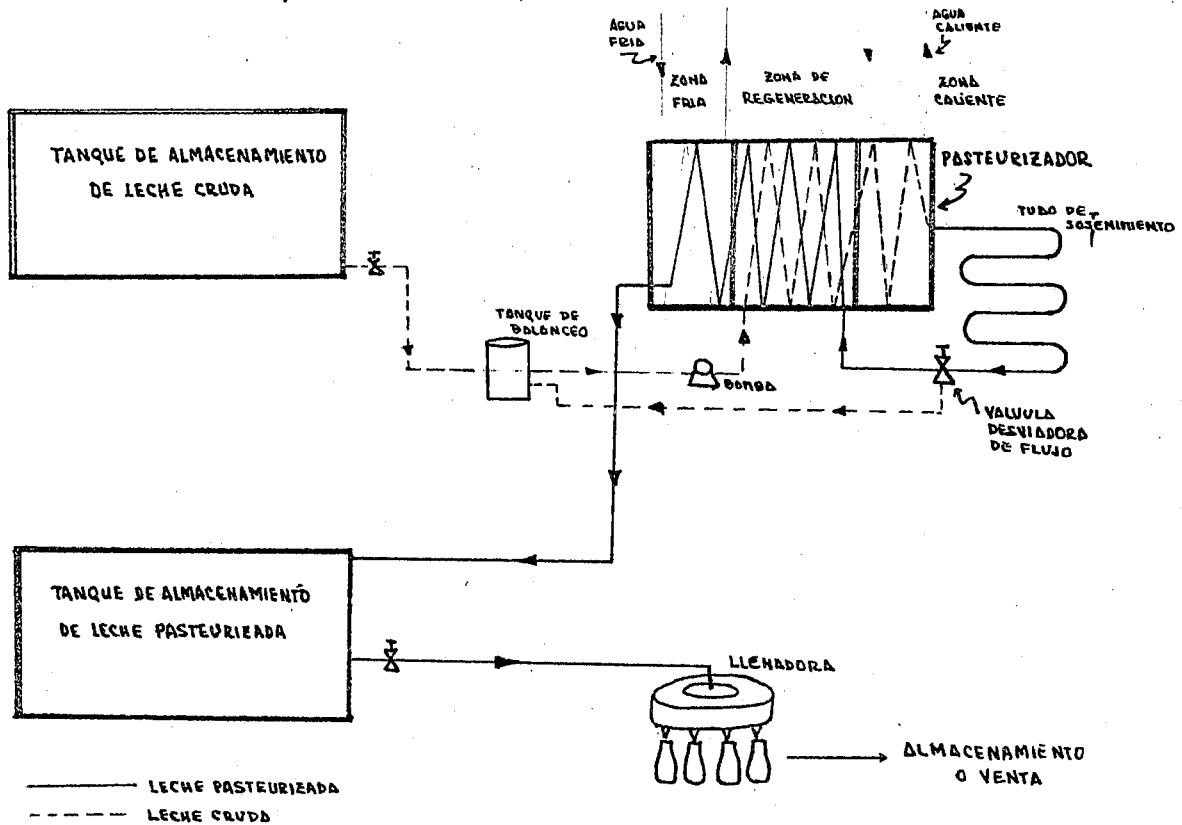 AGUA
FRIA
AGUA
CALIENTE
ZONA
FRIA
ZONA DE
REGENERACION
ZONA
CALIENTE
TANQUE DE ALMACENAMIENTO
DE LECHE CRUDA
PASTEURIZADOR
TUBO DE
SOSTENIMIENTO
TANQUE DE
BALANCEO
BOMBA
VALVULA
DESVIADORA
DE FLUJO
TANQUE DE ALMACENAMIENTO
DE LECHE PASTEURIZADA
LLENADORA
ALMACENAMIENTO
O VENTA
LECHE PASTEURIZADA
LECHE CRUDA